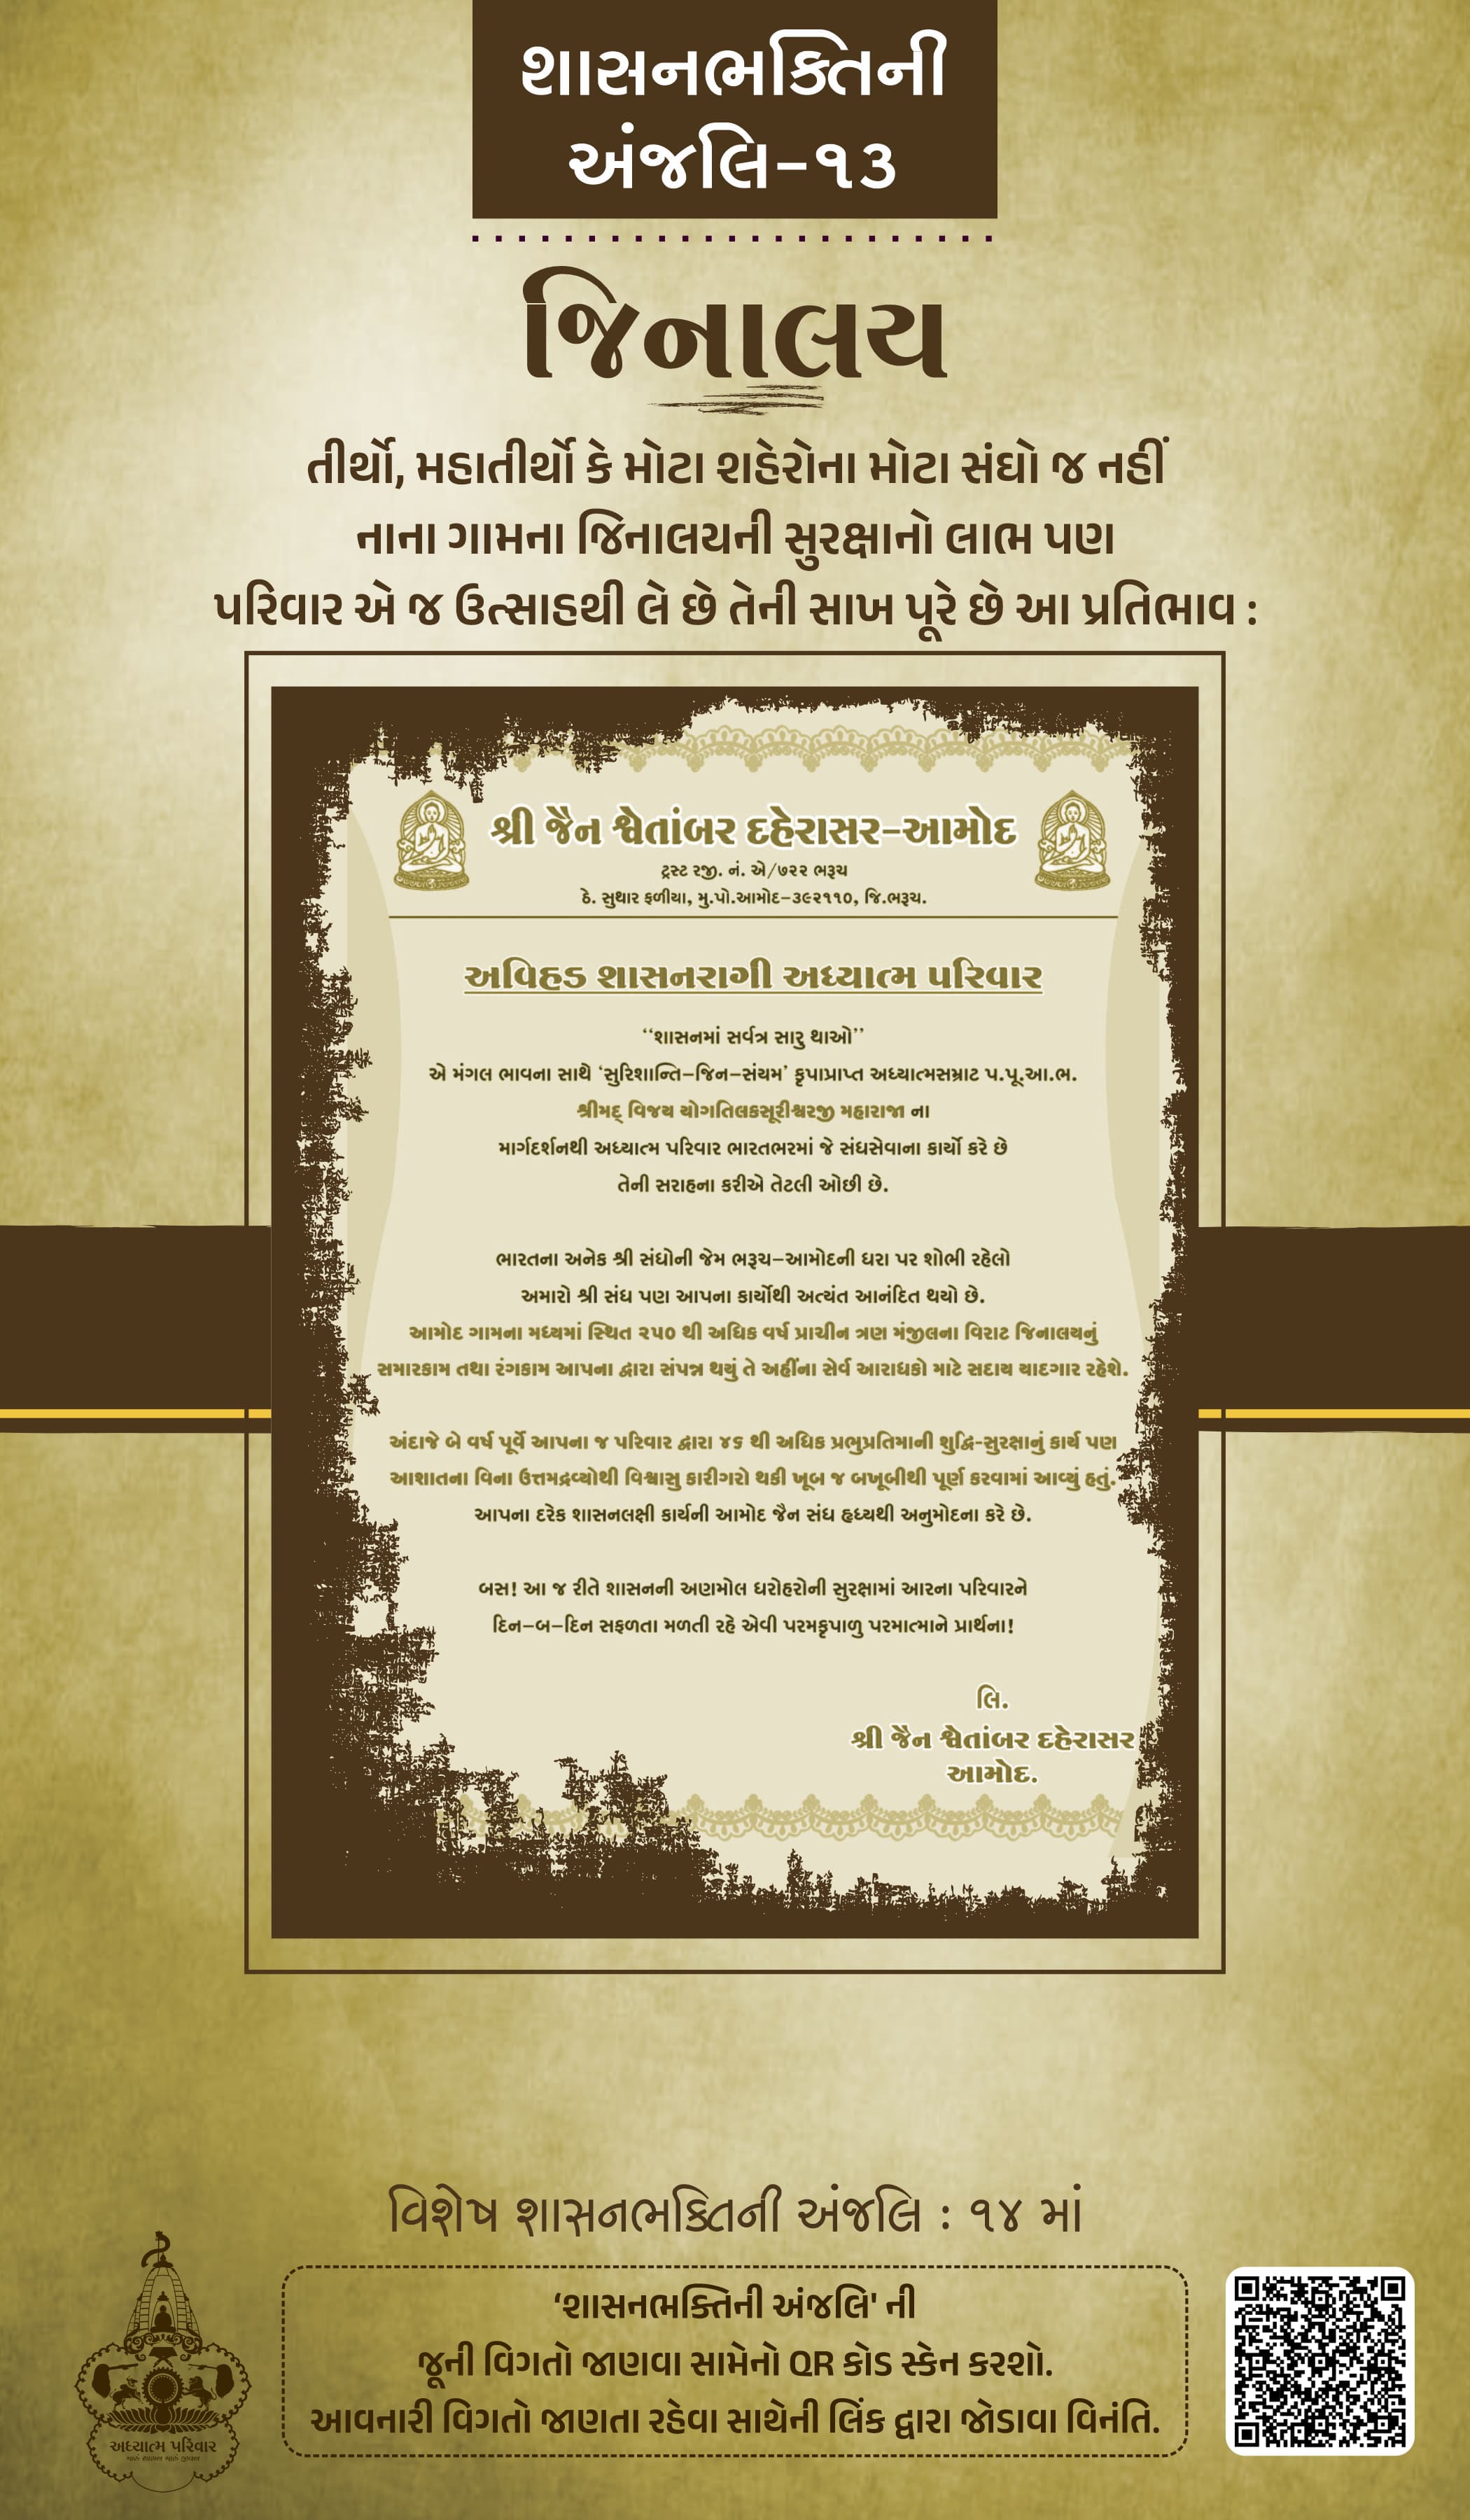 શાસનભક્તિની
અંજલિ-૧૩
જિનાલય
તીર્થો, મહાતીર્થો કે મોટા શહેરોના મોટા સંઘો જ નહીં
નાના ગામના જિનાલયની સુરક્ષાનો લાભ પણ
પરિવાર એ જ ઉત્સાહથી લે છે તેની સાખ પૂરે છે આ પ્રતિભાવ :
શ્રી જૈન શ્વેતાંબર દહેરાસર-આમોદ
ટ્રસ્ટ રજી. નં. એ/૭૨૨ ભરૂચ
ઠે. સુથાર ફળીયા, મુ.પો.આમોદ-૩૯૨૧૧૦, જિ.ભરૂચ.
અવિહડ શાસનરાગી અધ્યાત્મ પરિવાર
“શાસનમાં સર્વત્ર સારુ થાઓ”
એ મંગલ ભાવના સાથે ‘સુરિશાન્તિ-જિન-સંયમ’ કૃપાપ્રાપ્ત અધ્યાત્મસમ્રાટ પ.પૂ.આ.ભ.
શ્રીમદ્ વિજય યોગતિલકસૂરીશ્વરજી મહારાજા ના
માર્ગદર્શનથી અધ્યાત્મ પરિવાર ભારતભરમાં જે સંઘસેવાના કાર્યો કરે છે
તેની સરાહના કરીએ તેટલી ઓછી છે.
ભારતના અનેક શ્રી સંઘોની જેમ ભરૂચ-આમોદની ધરા પર શોભી રહેલો
અમારો શ્રી સંઘ પણ આપના કાર્યોથી અત્યંત આનંદિત થયો છે.
આમોદ ગામના મધ્યમાં સ્થિત ૨૫૦ થી અધિક વર્ષ પ્રાચીન ત્રણ મંજીલના વિરાટ જિનાલયનું
સમારકામ તથા રંગકામ આપના દ્વારા સંપન્ન થયું તે અહીંના સેર્વ આરાધકો માટે સદાય યાદગાર રહેશે.
અંદાજે બે વર્ષ પૂર્વે આપના જ પરિવાર દ્વારા ૪૬ થી અધિક પ્રભુપ્રતિમાની શુદ્ધિ-સુરક્ષાનું કાર્ય પણ
આશાતના વિના ઉત્તમદ્રવ્યોથી વિશ્વાસુ કારીગરો થકી ખૂબ જ બખૂબીથી પૂર્ણ કરવામાં આવ્યું હતું.
આપના દરેક શાસનલક્ષી કાર્યની આમોદ જૈન સંઘ હૃધ્યથી અનુમોદના કરે છે.
બસ! આ જ રીતે શાસનની અણમોલ ધરોહરોની સુરક્ષામાં આરના પરિવારને
દિન-બ-દિન સફળતા મળતી રહે એવી પરમકૃપાળુ પરમાત્માને પ્રાર્થના!
લિ.
શ્રી જૈન શ્વેતાંબર દહેરાસર
આમોદ.
વિશેષ શાસનભક્તિની અંજલિ : ૧૪ માં
‘શાસનભક્તિની અંજલિ' ની
જૂની વિગતો જાણવા સામેનો QR કોડ સ્કેન કરશો.
આવનારી વિગતો જાણતા રહેવા સાથેની લિંક દ્વારા જોડાવા વિનંતિ.
અધ્યાત્મ પરિવાર